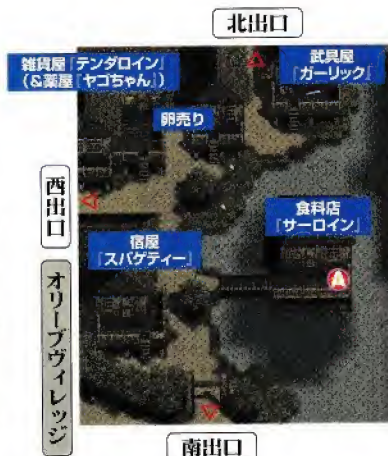 北出口
雑貨屋『テンダロイン』
(&薬屋『ヤゴちゃん』)
武具屋
『ガーリック』
卵売り
西出口
食料店
『サーロイン』
宿屋
『スパゲティー』
オリーブヴィレッジ
南出口